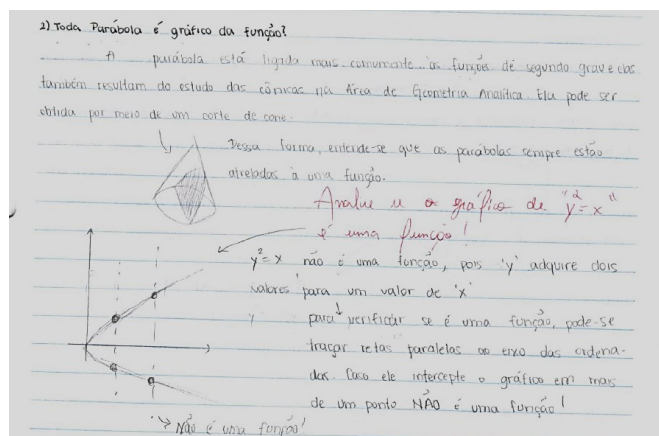 2) Toda Parábola é gráfico da função?
A parábola está ligada mais comumente às funções de segundo grau e elas
também resultam do estudo das cônicas na Área de Geometria Analítica. Ela pode ser
obtida por meio de um corte de cone.
Dessa forma, entende-se que as parábolas sempre estão
atreladas à uma função.
Analise se o gráfico de "y²=x"
é uma função!
y²=x não é uma função, pois 'y' adquire dois
valores para um valor de 'x'
y para verificar se é uma função, pode-se
traçar retas paralelas ao eixo das ordena-
das. Caso ele intercepte o gráfico em mais
de um ponto NÃO é uma função!
Não é uma função!